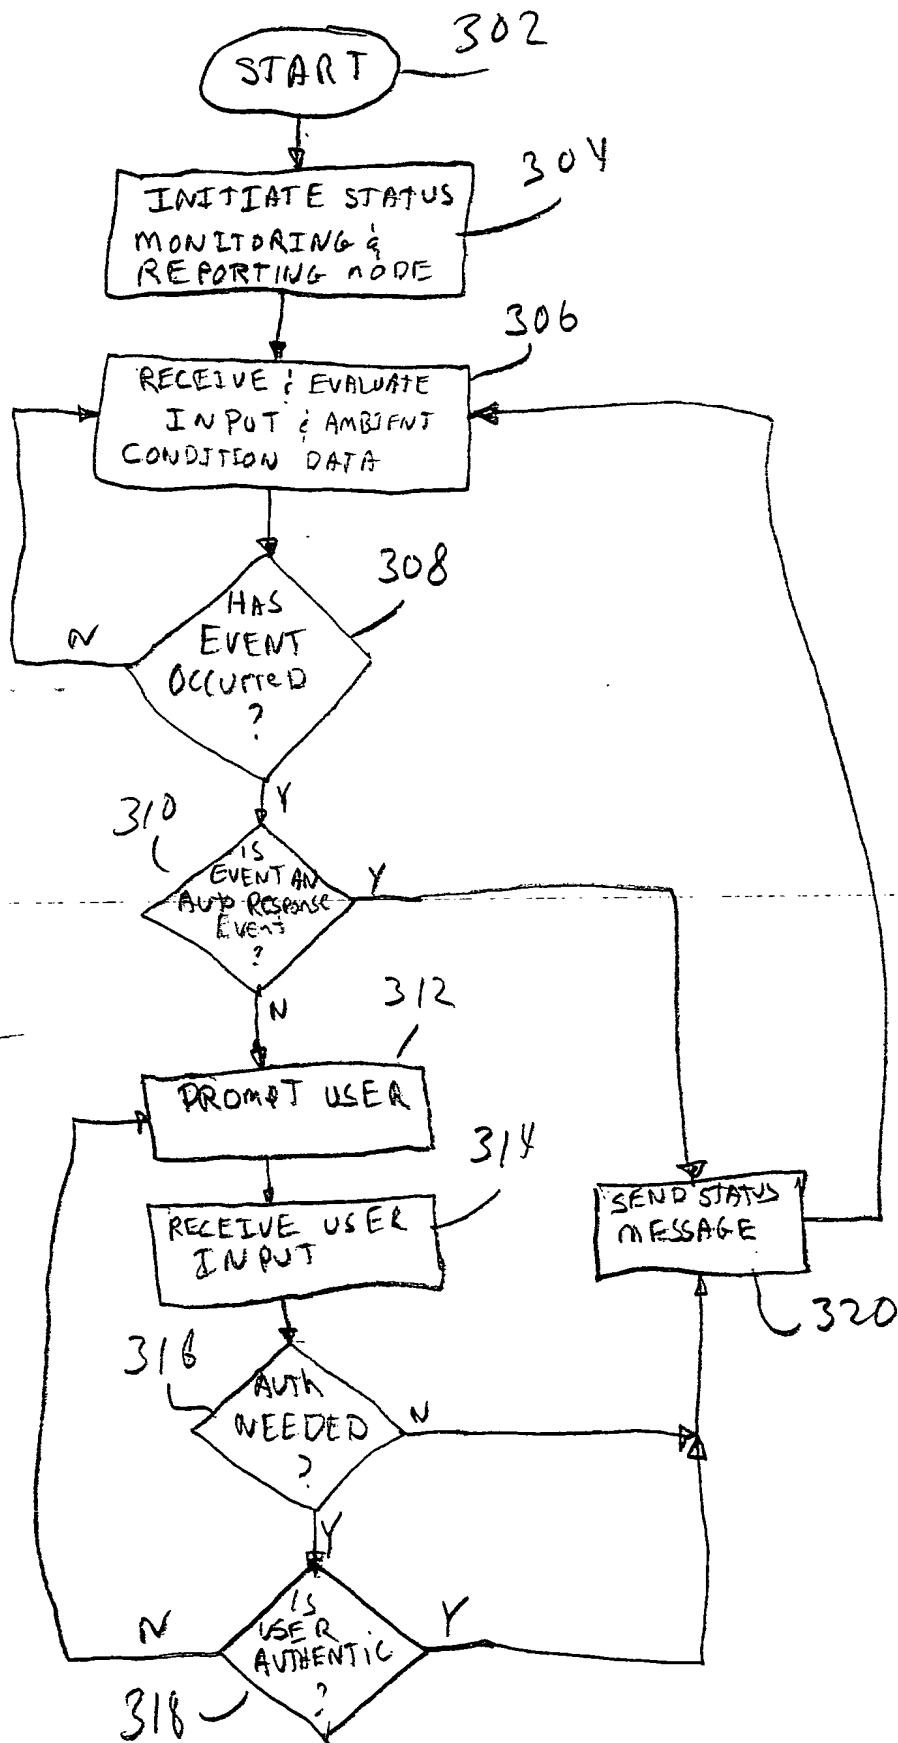 302
START
304
INITIATE STATUS
MONITORING &
REPORTING MODE
306
RECEIVE & EVALUATE
INPUT & AMBIENT
CONDITION DATA
308
HAS
EVENT
OCCURRED
?
N
Y
310
IS
EVENT AN
AUTO RESPONSE
EVENT
?
Y
N
312
PROMPT USER
314
RECEIVE USER
INPUT
SEND STATUS
MESSAGE
320
316
AUTH
NEEDED
?
N
Y
IS
USER
AUTHENTIC
?
N
Y
318